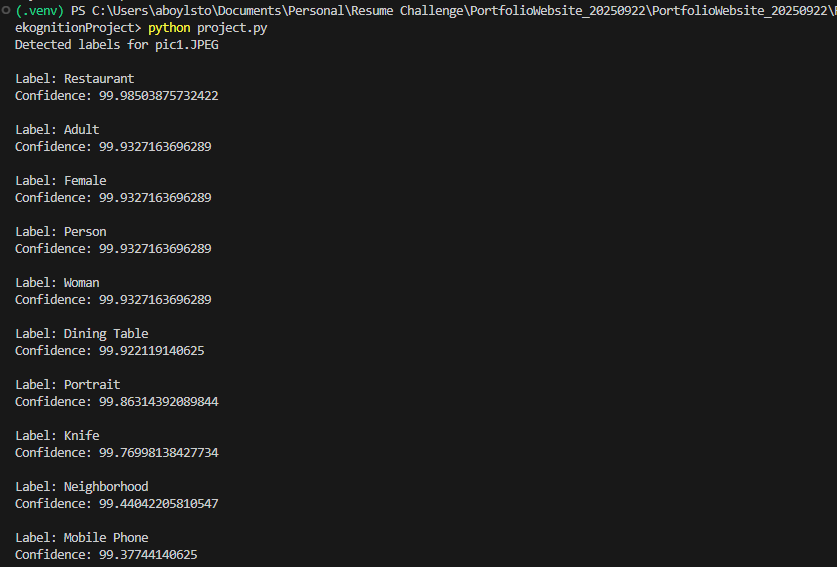 (.venv) PS C:\Users\aboylsto\Documents\Personal\Resume Challenge\PortfolioWebsite_20250922\PortfolioWebsite_20250922\
ekognitionProject> python project.py
Detected labels for pic1.JPEG
Label: Restaurant
Confidence: 99.98503875732422
Label: Adult
Confidence: 99.9327163696289
Label: Female
Confidence: 99.9327163696289
Label: Person
Confidence: 99.9327163696289
Label: Woman
Confidence: 99.9327163696289
Label: Dining Table
Confidence: 99.922119140625
Label: Portrait
Confidence: 99.86314392089844
Label: Knife
Confidence: 99.76998138427734
Label: Neighborhood
Confidence: 99.44042205810547
Label: Mobile Phone
Confidence: 99.37744140625